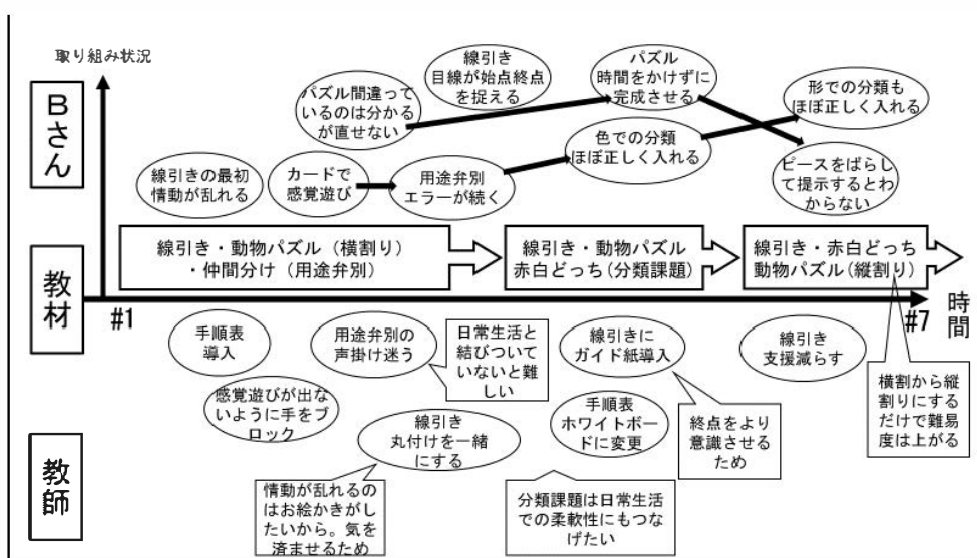 取り組み状況
Bさん
パズル間違って
いるのは分かる
が直せない
線引き
目線が始点終点
を捉える
パズル
時間をかけずに
完成させる
形での分類も
ほぼ正しく入れる
線引きの最初
情動が乱れる
カードで
感覚遊び
用途弁別
エラーが続く
色での分類
ほぼ正しく入れる
ピースをばらし
て提示するとわ
からない
教材
線引き・動物パズル(横割り)
・仲間分け(用途弁別)
線引き・動物パズル
赤白どっち(分類課題)
線引き・赤白どっち
動物パズル(縦割り)
#1
#7
時間
教師
手順表
導入
用途弁別の
声掛け迷う
日常生活と
結びついて
いないと難
しい
線引きに
ガイド紙導入
線引き
支援減らす
横割から縦
割りにする
だけで難易
度は上がる
感覚遊びが出な
いように手をブ
ロック
線引き
丸付けを一緒
にする
手順表
ホワイトボー
ドに変更
終点をより
意識させる
ため
情動が乱れるの
はお絵かきがし
たいから。気を
済ませるため
分類課題は日常生活
での柔軟性にもつな
げたい